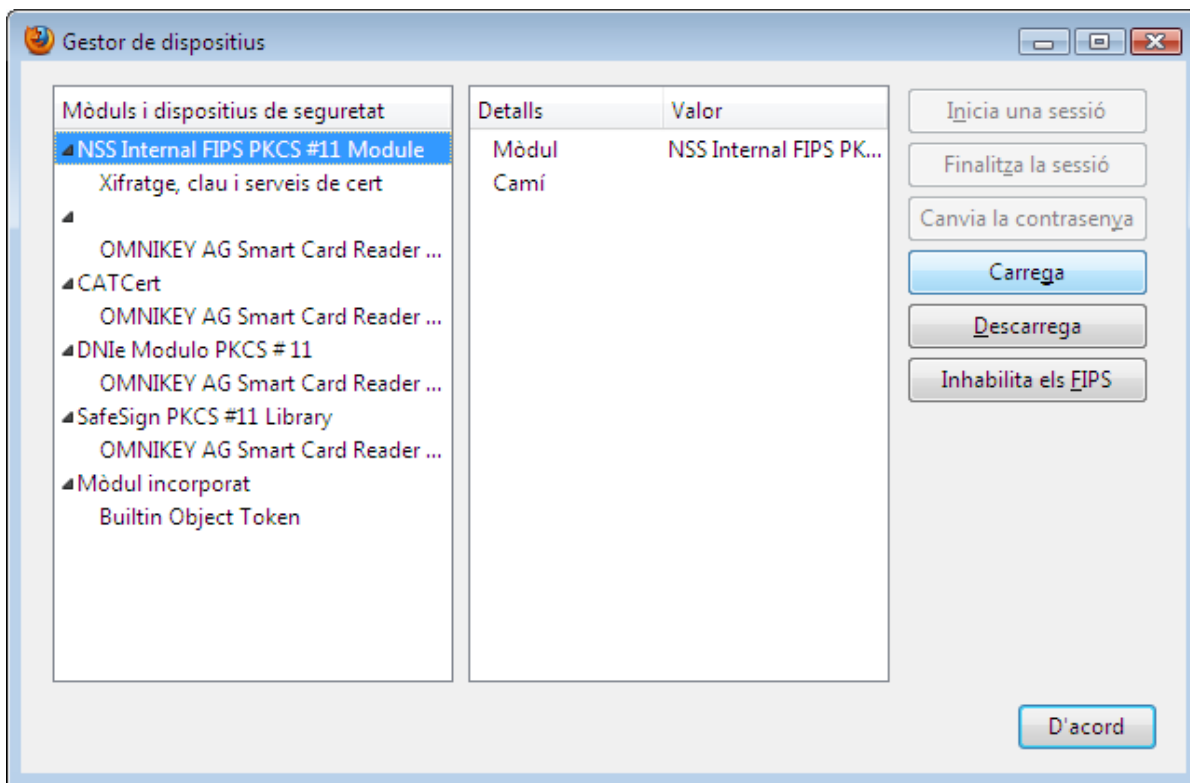 Gestor de dispositius
Mòduls i dispositius de seguretat
NSS Internal FIPS PKCS #11 Module
Xifratge, clau i serveis de cert
OMNIKEY AG Smart Card Reader ...
CATCert
OMNIKEY AG Smart Card Reader ...
DNIe Modulo PKCS # 11
OMNIKEY AG Smart Card Reader ...
SafeSign PKCS #11 Library
OMNIKEY AG Smart Card Reader ...
Mòdul incorporat
Builtin Object Token
Detalls Valor
Mòdul NSS Internal FIPS PK...
Camí
Inicia una sessió
Finalitza la sessió
Canvia la contrasenya
Carrega
Descarrega
Inhabilita els FIPS
D'acord